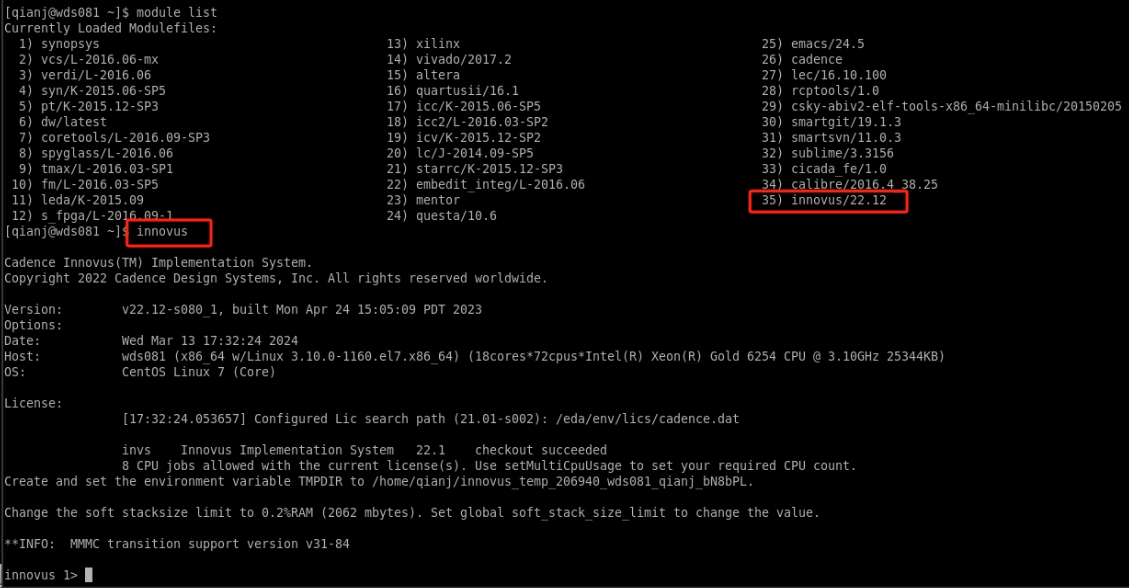 [qianj@wds081 ~]$ module list
Currently Loaded Modulefiles:
1) synopsys 13) xilinx 25) emacs/24.5
2) vcs/L-2016.06-mx 14) vivado/2017.2 26) cadence
3) verdi/L-2016.06 15) altera 27) lec/16.10.100
4) syn/K-2015.06-SP5 16) quartusii/16.1 28) rcptools/1.0
5) pt/K-2015.12-SP3 17) icc/K-2015.06-SP5 29) csky-abiv2-elf-tools-x86_64-minilibc/20150205
6) dw/latest 18) icc2/L-2016.03-SP2 30) smartgit/19.1.3
7) coretools/L-2016.09-SP3 19) icv/K-2015.12-SP2 31) smartsvn/11.0.3
8) spyglass/L-2016.06 20) lc/J-2014.09-SP5 32) sublime/3.3156
9) tmax/L-2016.03-SP1 21) starrc/K-2015.12-SP3 33) cicada_fe/1.0
10) fm/L-2016.03-SP5 22) embedit_integ/L-2016.06 34) calibre/2016.4_38.25
11) leda/K-2015.09 23) mentor 35) innovus/22.12
12) s_fpga/L-2016.09-1 24) questa/10.6
[qianj@wds081 ~]$ innovus
Cadence Innovus(TM) Implementation System.
Copyright 2022 Cadence Design Systems, Inc. All rights reserved worldwide.
Version: v22.12-s080_1, built Mon Apr 24 15:05:09 PDT 2023
Options:
Date: Wed Mar 13 17:32:24 2024
Host: wds081 (x86_64 w/Linux 3.10.0-1160.el7.x86_64) (18cores*72cpus*Intel(R) Xeon(R) Gold 6254 CPU @ 3.10GHz 25344KB)
OS: CentOS Linux 7 (Core)
License:
[17:32:24.053657] Configured Lic search path (21.01-s002): /eda/env/lics/cadence.dat
invs Innovus Implementation System 22.1 checkout succeeded
8 CPU jobs allowed with the current license(s). Use setMultiCpuUsage to set your required CPU count.
Create and set the environment variable TMPDIR to /home/qianj/innovus_temp_206940_wds081_qianj_bN8bPL.
Change the soft stacksize limit to 0.2%RAM (2062 mbytes). Set global soft_stack_size_limit to change the value.
**INFO: MMMC transition support version v31-84
innovus 1>